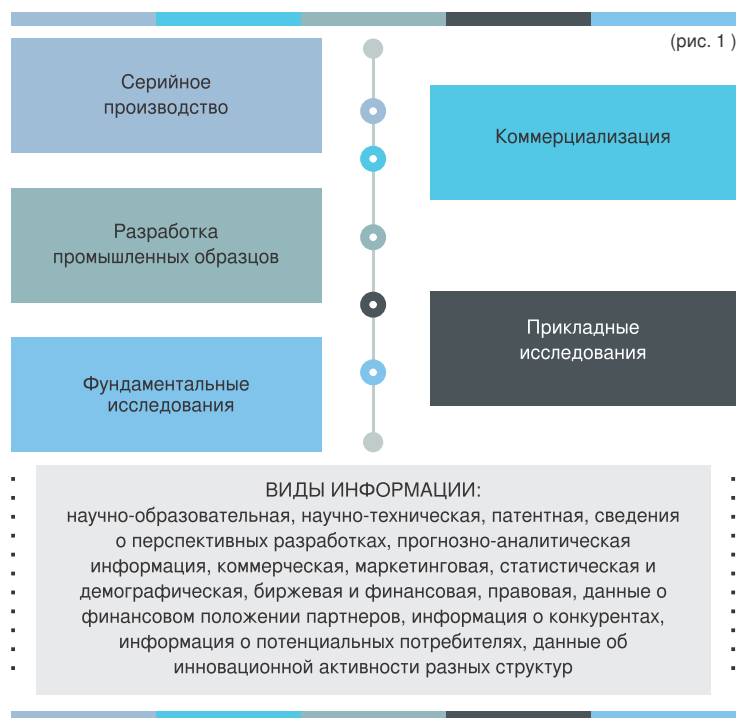 (рис. 1 )
Серийное
производство
Коммерциализация
Разработка
промышленных образцов
Прикладные
исследования
Фундаментальные
исследования
ВИДЫ ИНФОРМАЦИИ:
научно-образовательная, научно-техническая, патентная, сведения
о перспективных разработках, прогнозно-аналитическая
информация, коммерческая, маркетинговая, статистическая и
демографическая, биржевая и финансовая, правовая, данные о
финансовом положении партнеров, информация о конкурентах,
информация о потенциальных потребителях, данные об
инновационной активности разных структур